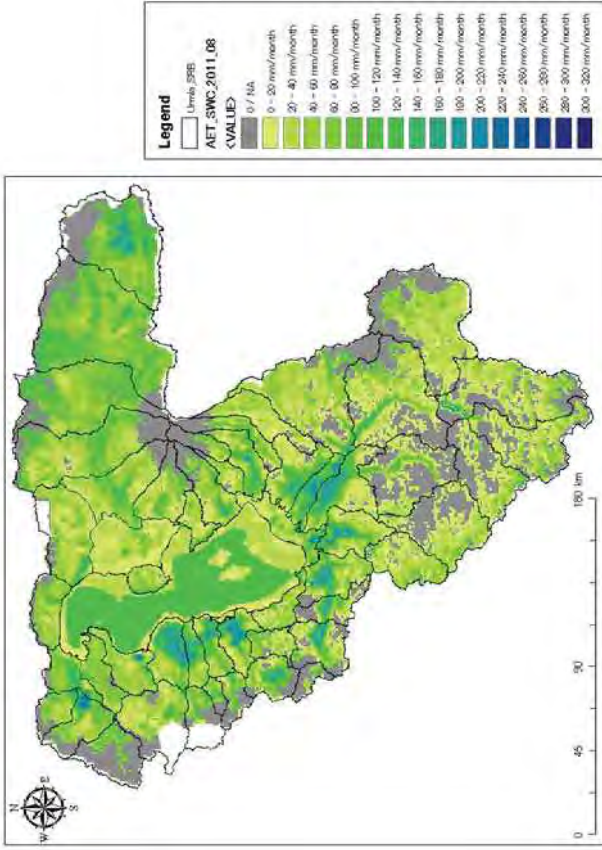 N
W
E
S
0
45
90
180 km
Legend
Urmia_SRB
AET_SWC_2011_08
<VALUE>
0 / NA
0 - 20 mm/month
20 - 40 mm/month
40 - 60 mm/month
60 - 80 mm/month
80 - 100 mm/month
100 - 120 mm/month
120 - 140 mm/month
140 - 160 mm/month
160 - 180 mm/month
180 - 200 mm/month
200 - 220 mm/month
220 - 240 mm/month
240 - 260 mm/month
260 - 280 mm/month
280 - 300 mm/month
300 - 320 mm/month